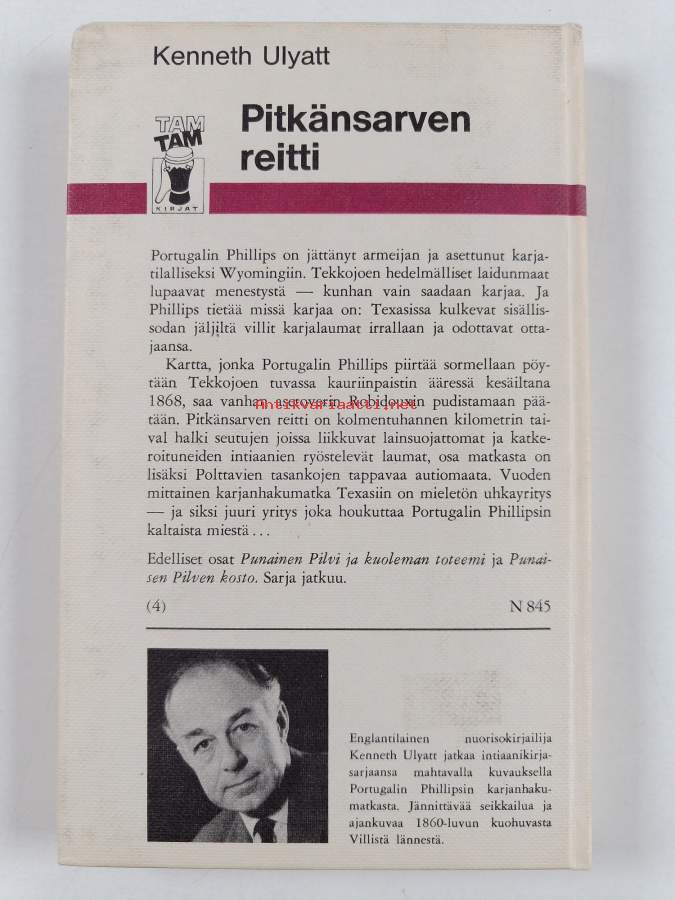 Kenneth Ulyatt
TAM
TAM
KIRJAT
Pitkänsarven
reitti
Portugalin Phillips on jättänyt armeijan ja asettunut karja-
tilalliseksi Wyomingiin. Tekkojoen hedelmälliset laidunmaat
lupaavat menestystä — kunhan vain saadaan karjaa. Ja
Phillips tietää missä karjaa on: Texasissa kulkevat sisällis-
sodan jäljiltä villit karjalaumat irrallaan ja odottavat otta-
jaansa.
Kartta, jonka Portugalin Phillips piirtää sormellaan pöy-
tään Tekkojoen tuvassa kauriinpaistin ääressä kesäiltana
1868, saa vanhan asetoverin Robidouxin pudistamaan pää-
Antikvariaatti.net
tään. Pitkänsarven reitti on kolmentuhannen kilometrin tai-
val halki seutujen joissa liikkuvat lainsuojattomat ja katke-
roituneiden intiaanien ryöstelevät laumat, osa matkasta on
lisäksi Polttavien tasankojen tappavaa autiomaata. Vuoden
mittainen karjanhakumatka Texasiin on mieletön uhkayritys
— ja siksi juuri yritys joka houkuttaa Portugalin Phillipsin
kaltaista miestä...
Edelliset osat Punainen Pilvi ja kuoleman toteemi ja Punai-
sen Pilven kosto. Sarja jatkuu.
(4) N 845
Englantilainen nuorisokirjailija
Kenneth Ulyatt jatkaa intiaanikirja-
sarjaansa mahtavalla kuvauksella
Portugalin Phillipsin karjanhaku-
matkasta. Jännittävää seikkailua ja
ajankuvaa 1860-luvun kuohuvasta
Villistä lännestä.